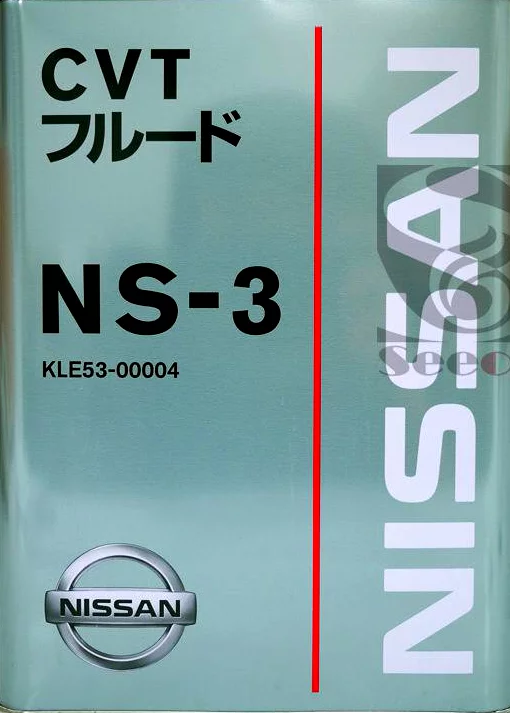 CVT
フルード
NS-3
KLE53-00004
NISSAN
NISSAN